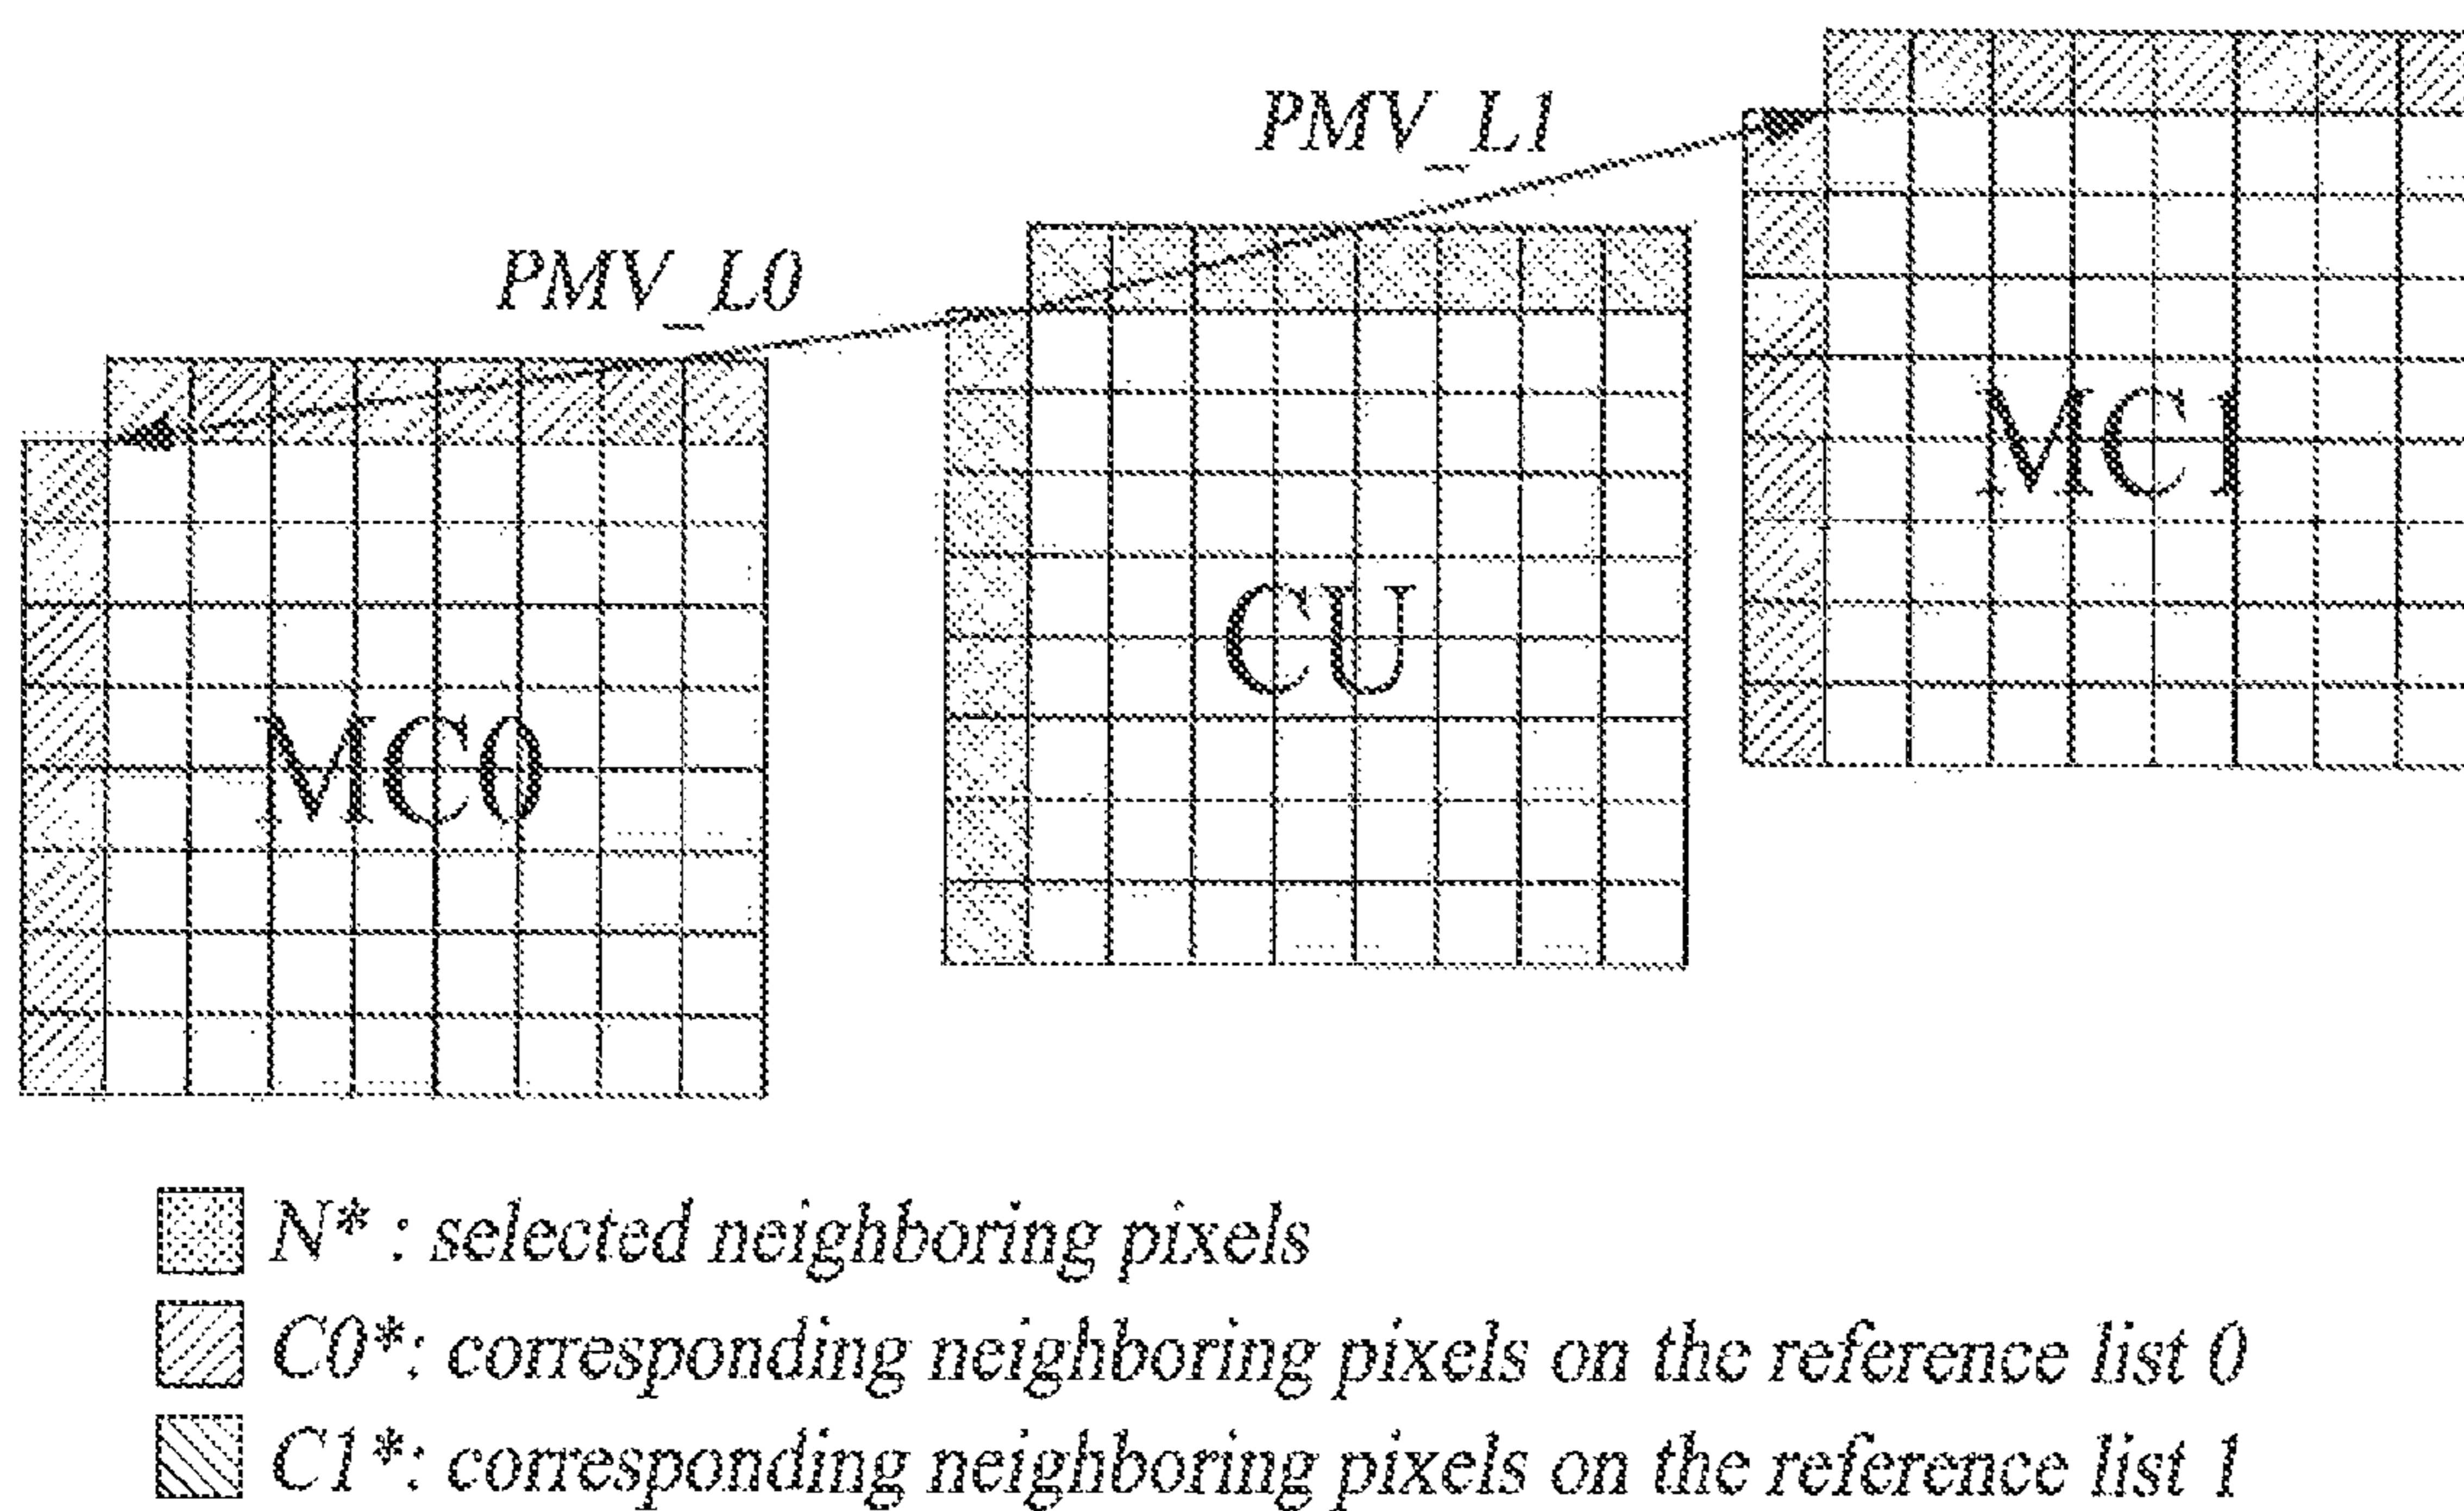 PMV_L1
PMV_L0
MC1
CU
MC0
N* : selected neighboring pixels
C0*: corresponding neighboring pixels on the reference list 0
C1*: corresponding neighboring pixels on the reference list 1